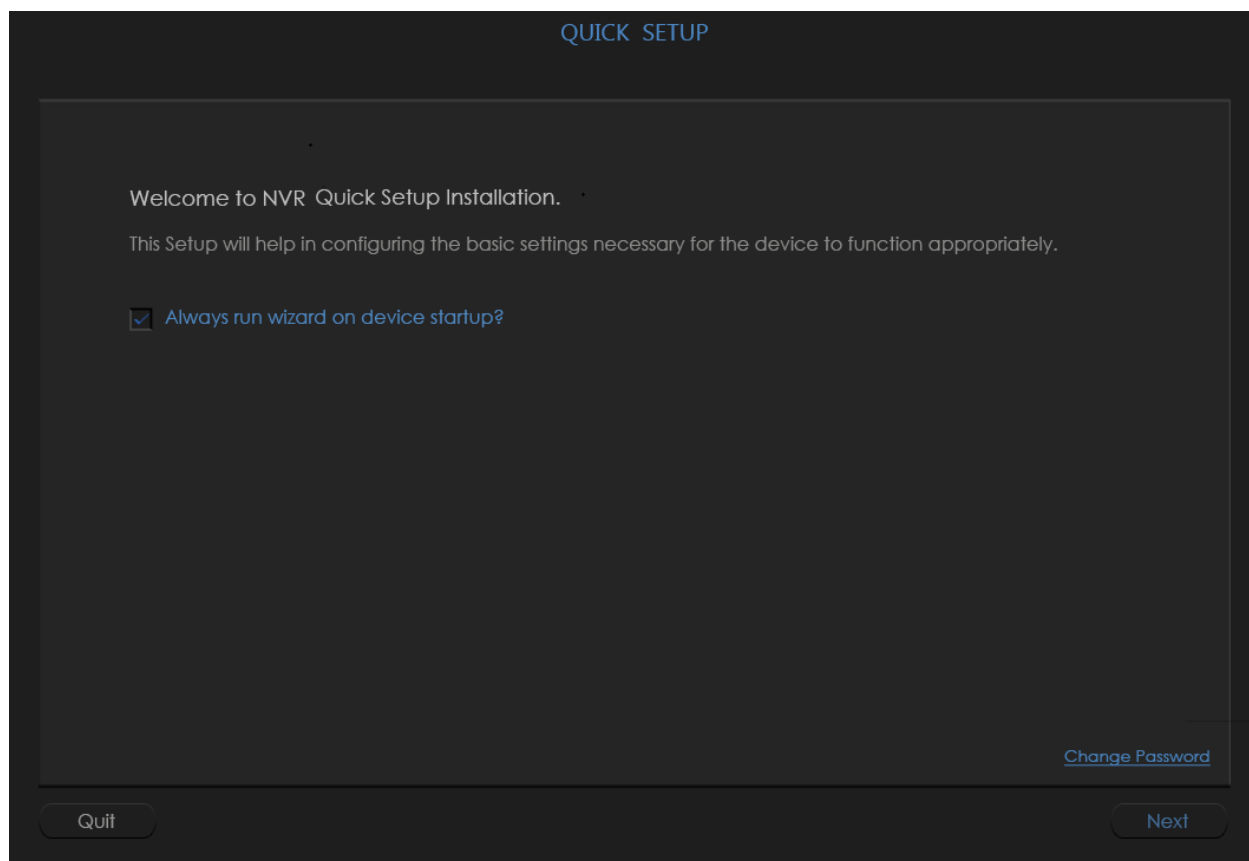 QUICK SETUP
Welcome to NVR Quick Setup Installation.
This Setup will help in configuring the basic settings necessary for the device to function appropriately.
Always run wizard on device startup?
Change Password
Quit
Next